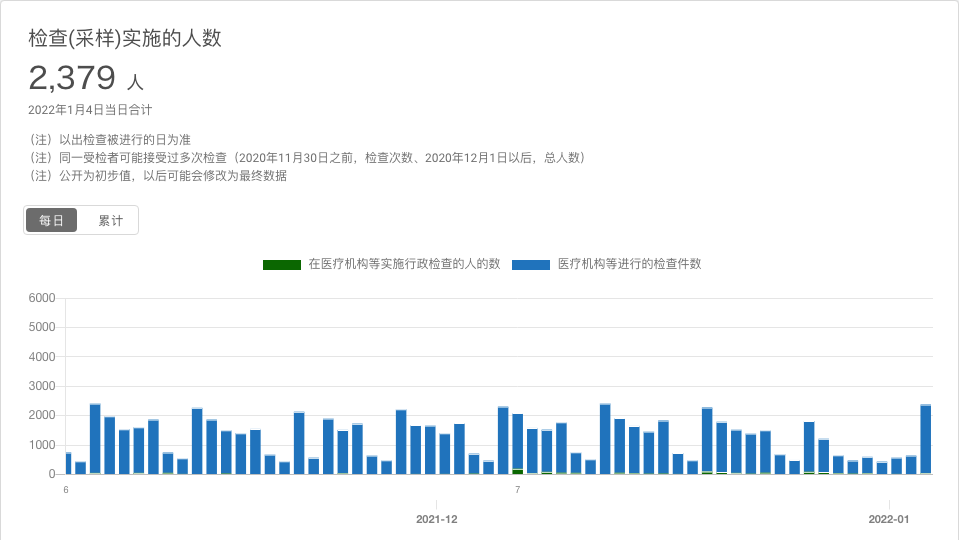 检查(采样)实施的人数
2,379 人
2022年1月4日当日合计
（注）以出检查被进行的日为准
（注）同一受检者可能接受过多次检查（2020年11月30日之前，检查次数、2020年12月1日以后，总人数）
（注）公开为初步值，以后可能会修改为最终数据
每日 累计
在医疗机构等实施行政检查的人的数 医疗机构等进行的检查件数
6000
5000
4000
3000
2000
1000
0
6 7
2021-12 2022-01